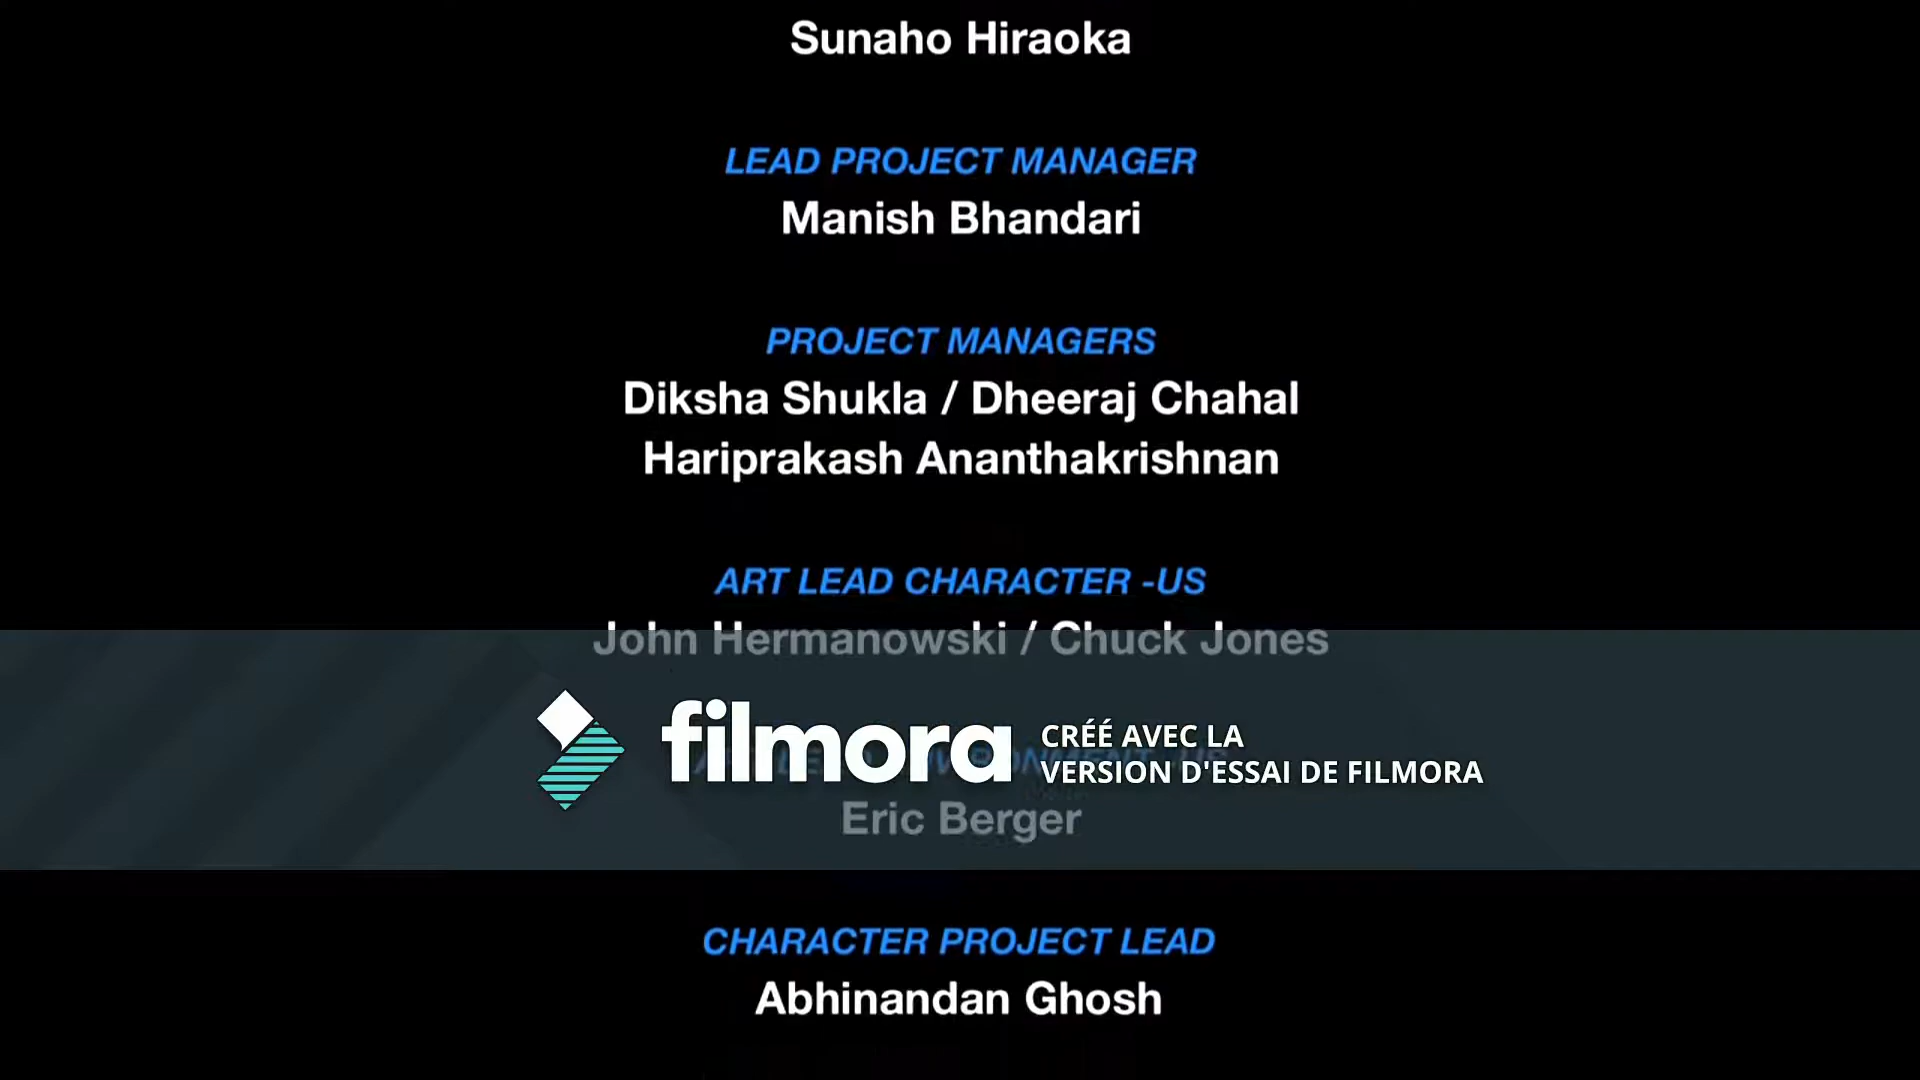 Sunaho Hiraoka
LEAD PROJECT MANAGER
Manish Bhandari
PROJECT MANAGERS
Diksha Shukla / Dheeraj Chahal
Hariprakash Ananthakrishnan
ART LEAD CHARACTER -US
John Hermanowski / Chuck Jones
filmora
CRÉÉ AVEC LA
VERSION D'ESSAI DE FILMORA
Eric Berger
CHARACTER PROJECT LEAD
Abhinandan Ghosh